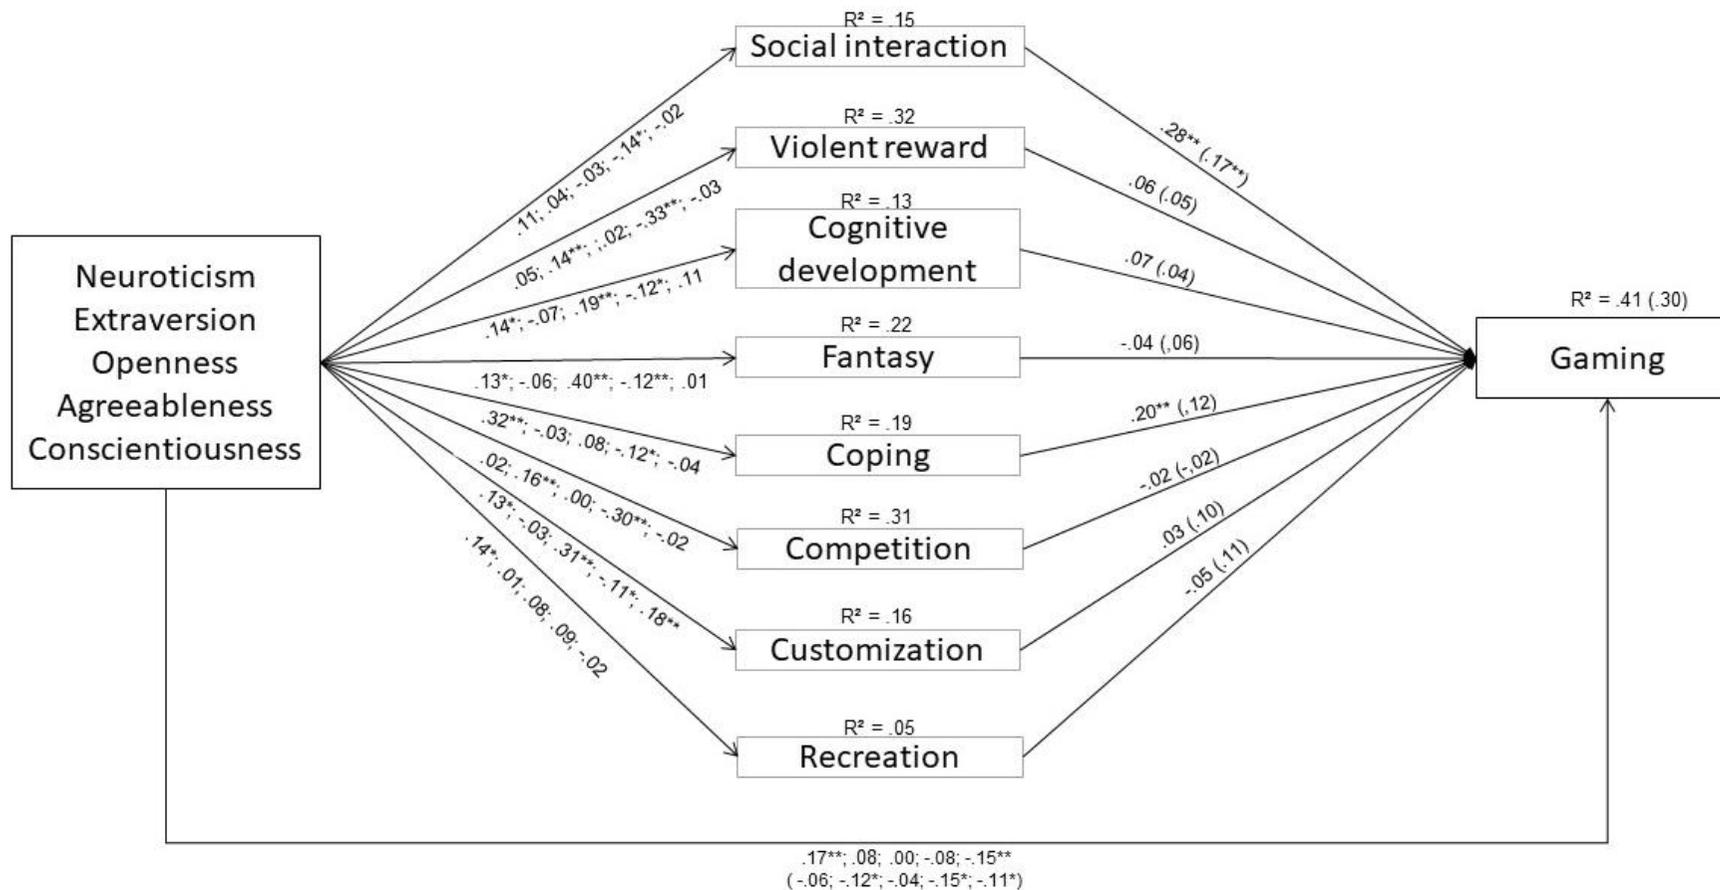 R² = .15
Social interaction
.11; .04; -.03; -.14*; -.02
.28** (.17**)
R² = .32
Violent reward
.05; .14**; ;.02; -.33**; -.03
.06 (.05)
R² = .13
Cognitive
development
.14*; -.07; .19**; -.12*; .11
.07 (.04)
Neuroticism
Extraversion
Openness
Agreeableness
Conscientiousness
R² = .22
Fantasy
.13*; -.06; .40**; -.12**; .01
-.04 (,06)
R² = .41 (.30)
Gaming
R² = .19
Coping
.32**; -.03; .08; -.12*; -.04
.20** (,12)
R² = .31
Competition
.02; .16**; .00; -.30**; -.02
-.02 (-,02)
R² = .16
Customization
.13*; -.03; .31**; -.11*; .18**
.03 (.10)
R² = .05
Recreation
.14*; .01; .08; .09; -.02
-.05 (.11)
.17**; .08; .00; -.08; -.15**
( -.06; -.12*; -.04; -.15*; -.11*)